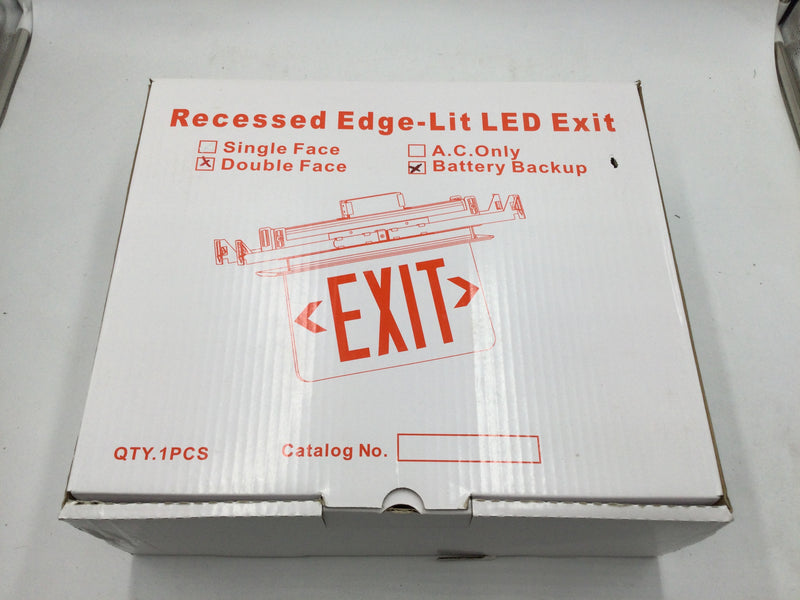 Recessed Edge-Lit LED Exit
Single Face
A.C.Only
Double Face
Battery Backup
EXIT
QTY.1PCS
Catalog No.